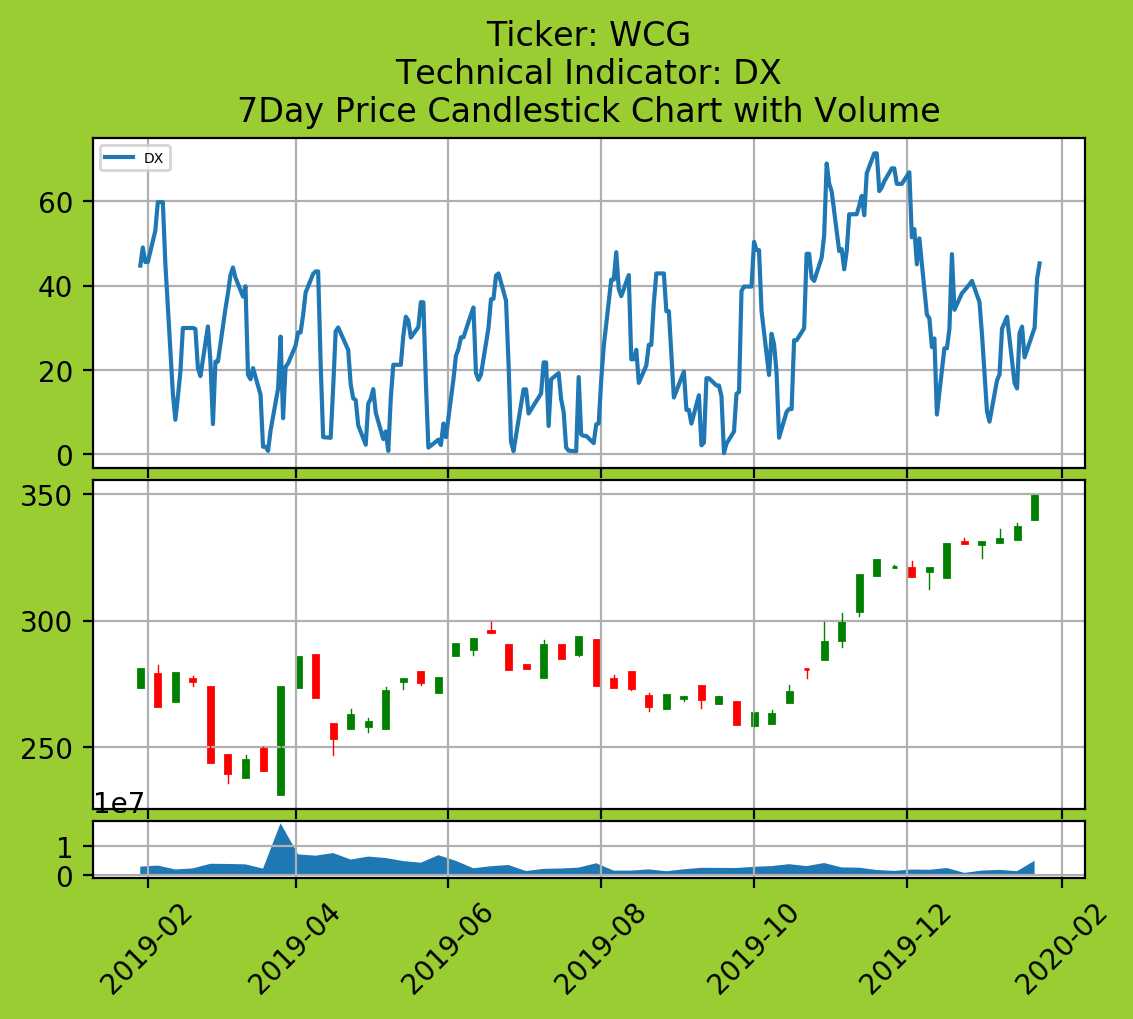 Ticker: WCG
Technical Indicator: DX
7Day Price Candlestick Chart with Volume
DX
60
40
20
0
350
300
250
1e7
1
0
2019-02 2019-04 2019-06 2019-08 2019-10 2019-12 2020-02